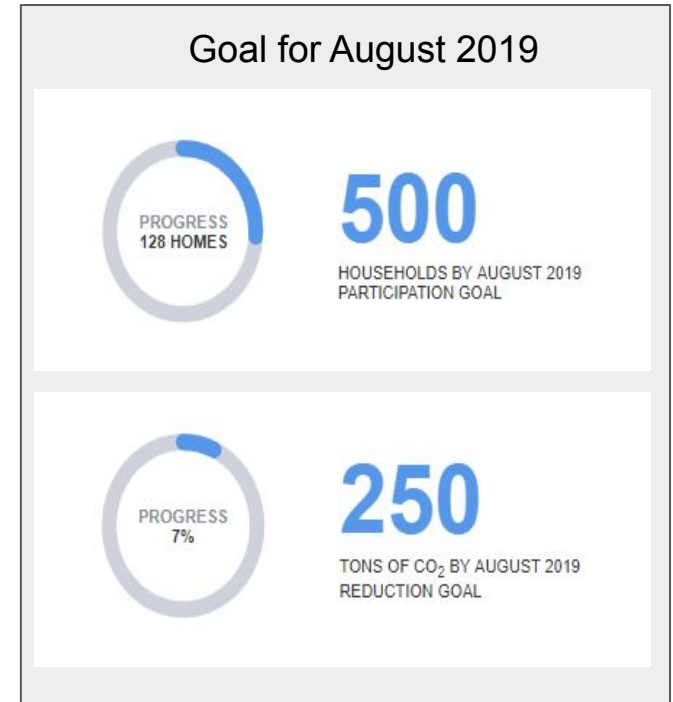 Goal for August 2019
PROGRESS
128 HOMES
500
HOUSEHOLDS BY AUGUST 2019
PARTICIPATION GOAL
PROGRESS
7%
250
TONS OF CO₂ BY AUGUST 2019
REDUCTION GOAL